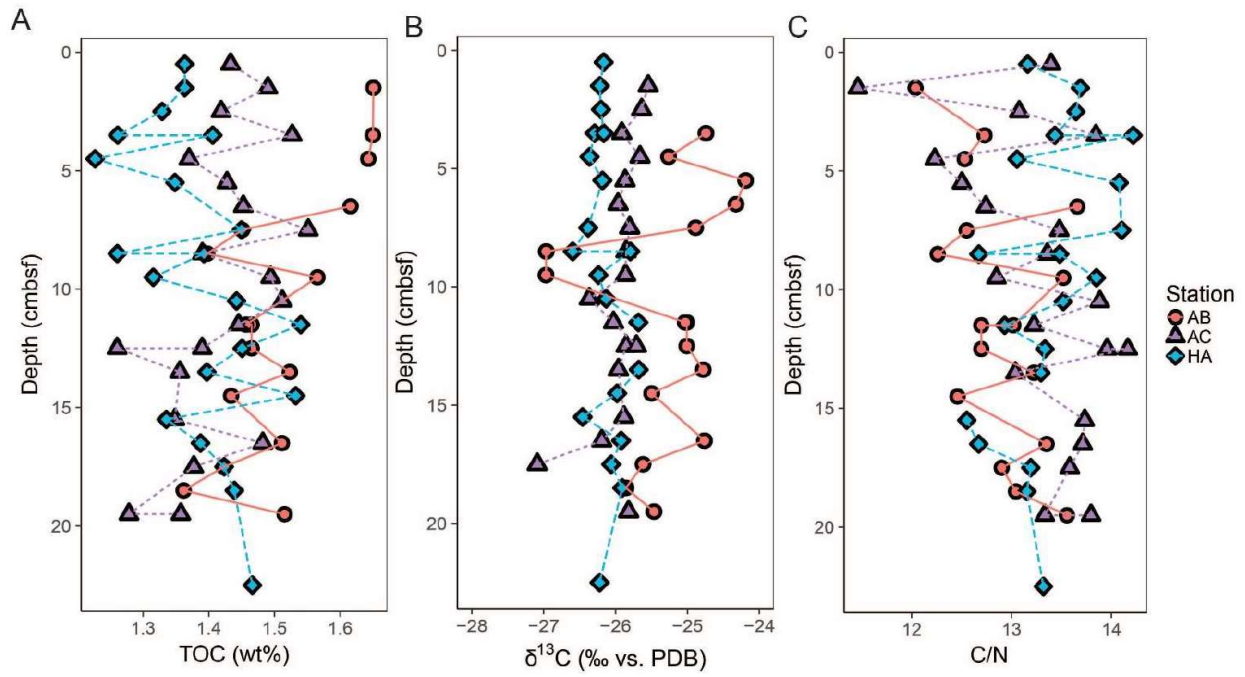 A
B
C
0
5
10
15
20
Depth (cmbsf)
1.3 1.4 1.5 1.6
TOC (wt%)
0
5
10
15
20
Depth (cmbsf)
−28 −27 −26 −25 −24
δ¹³C (‰ vs. PDB)
0
5
10
15
20
Depth (cmbsf)
12 13 14
C/N
Station
AB
AC
HA